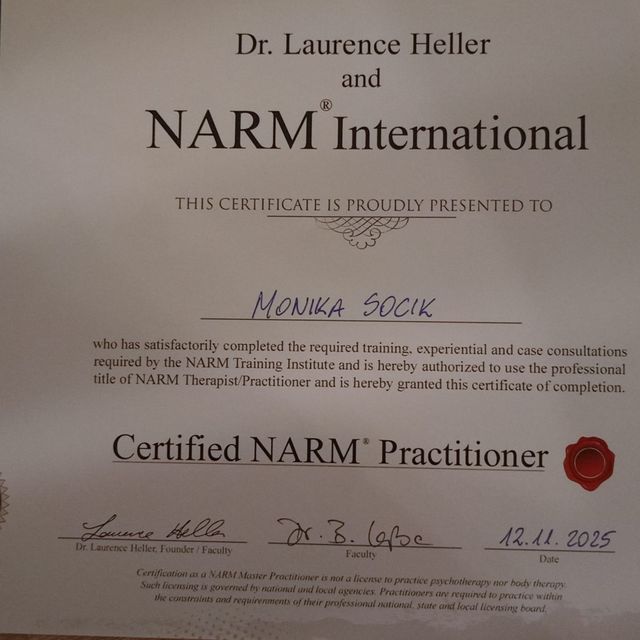 Dr. Laurence Heller
and
NARM® International
THIS CERTIFICATE IS PROUDLY PRESENTED TO
MONIKA SOCIK
who has satisfactorily completed the required training, experiential and case consultations
required by the NARM Training Institute and is hereby authorized to use the professional
title of NARM Therapist/Practitioner and is hereby granted this certificate of completion.
Certified NARM® Practitioner
Laurence Heller Dr. B. 12.11.2025
Dr. Laurence Heller, Founder / Faculty Faculty Date
Certification as a NARM Master Practitioner is not a license to practice psychotherapy nor body therapy.
Such licensing is governed by national and local agencies. Practitioners are required to practice within
the constraints and requirements of their professional national, state and local licensing board.